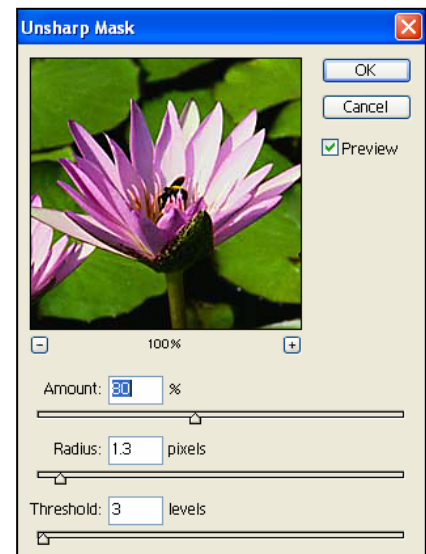 Unsharp Mask
OK
Cancel
Preview
100%
Amount: 80 %
Radius: 1.3 pixels
Threshold: 3 levels